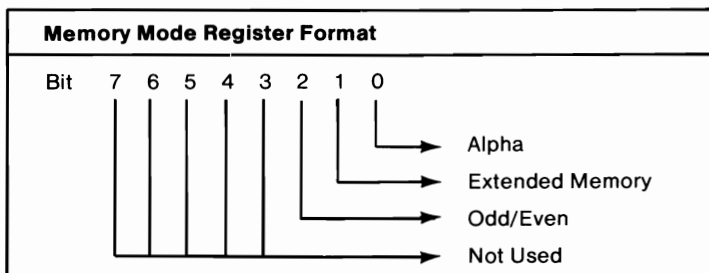 Memory Mode Register Format
Bit 7 6 5 4 3 2 1 0
Alpha
Extended Memory
Odd/Even
Not Used